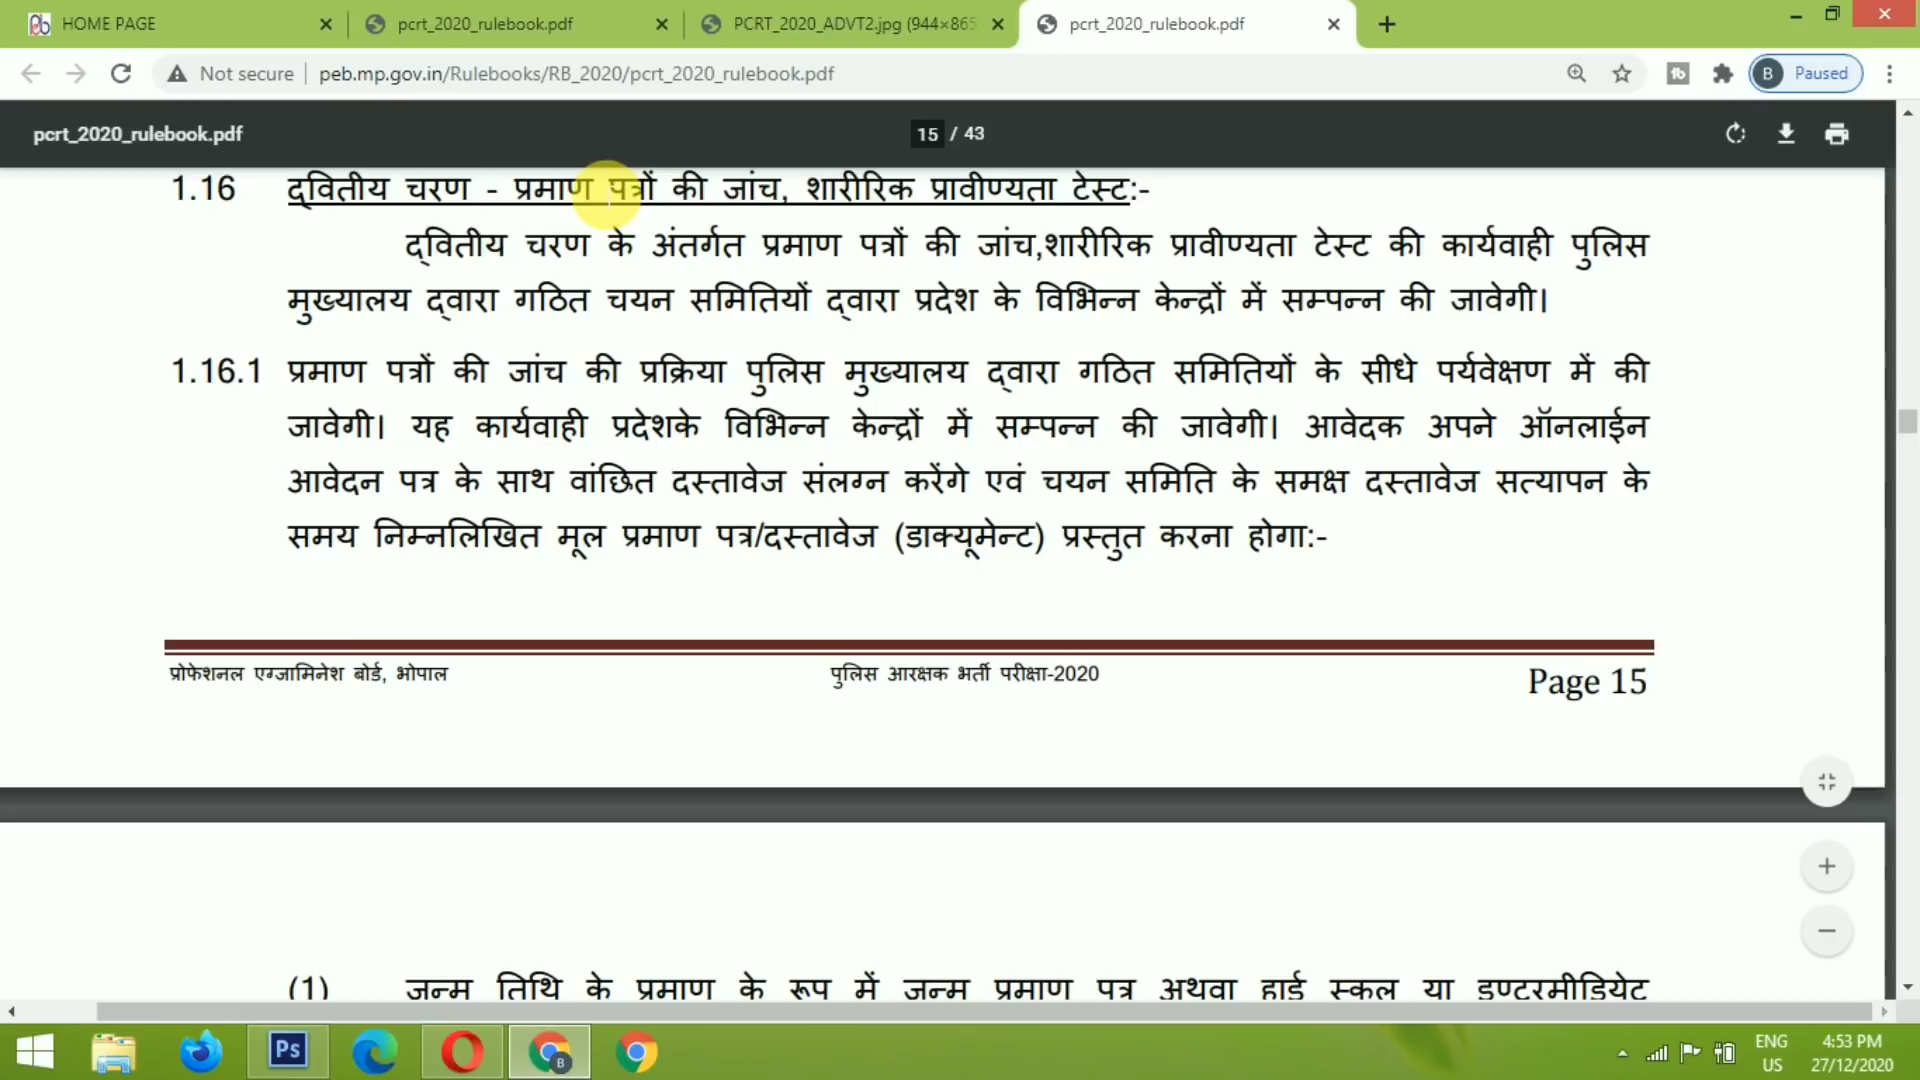 HOME PAGE
pcrt_2020_rulebook.pdf
PCRT_2020_ADVT2.jpg (944×865
pcrt_2020_rulebook.pdf
Not secure
peb.mp.gov.in/Rulebooks/RB_2020/pcrt_2020_rulebook.pdf
B Paused
pcrt_2020_rulebook.pdf
15 / 43
1.16 द्वितीय चरण - प्रमाण पत्रों की जांच, शारीरिक प्रावीण्यता टेस्ट:-
द्वितीय चरण के अंतर्गत प्रमाण पत्रों की जांच,शारीरिक प्रावीण्यता टेस्ट की कार्यवाही पुलिस
मुख्यालय द्वारा गठित चयन समितियों द्वारा प्रदेश के विभिन्न केन्द्रों में सम्पन्न की जावेगी।
1.16.1 प्रमाण पत्रों की जांच की प्रक्रिया पुलिस मुख्यालय द्वारा गठित समितियों के सीधे पर्यवेक्षण में की
जावेगी। यह कार्यवाही प्रदेशके विभिन्न केन्द्रों में सम्पन्न की जावेगी। आवेदक अपने ऑनलाईन
आवेदन पत्र के साथ वांछित दस्तावेज संलग्न करेंगे एवं चयन समिति के समक्ष दस्तावेज सत्यापन के
समय निम्नलिखित मूल प्रमाण पत्र/दस्तावेज (डाक्यूमेन्ट) प्रस्तुत करना होगा:-
प्रोफेशनल एग्जामिनेश बोर्ड, भोपाल
पुलिस आरक्षक भर्ती परीक्षा-2020
Page 15
(1) जन्म तिथि के प्रमाण के रूप में जन्म प्रमाण पत्र अथवा हाई स्कूल या इण्टरमीडियेट
Ps
B
ENG
US
4:53 PM
27/12/2020